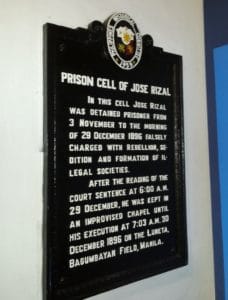 PRISON CELL OF JOSE RIZAL
IN THIS CELL JOSE RIZAL
WAS DETAINED PRISONER FROM
3 NOVEMBER TO THE MORNING
OF 29 DECEMBER 1896 FALSELY
CHARGED WITH REBELLION, SE-
DITION AND FORMATION OF IL-
LEGAL SOCIETIES.
AFTER THE READING OF THE
COURT SENTENCE AT 6:00 A.M.
29 DECEMBER, HE WAS KEPT IN
AN IMPROVISED CHAPEL UNTIL
HIS EXECUTION AT 7:03 A.M. 30
DECEMBER 1896 ON THE LUNETA,
BAGUMBAYAN FIELD, MANILA.